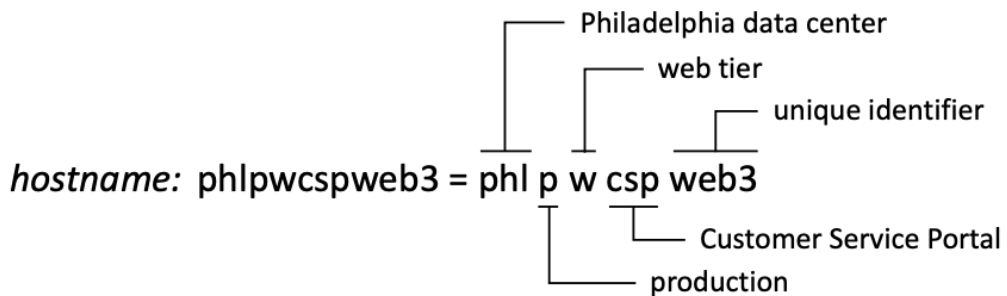 Philadelphia data center
web tier
unique identifier
hostname: phlpwcspweb3 = phl p w csp web3
Customer Service Portal
production